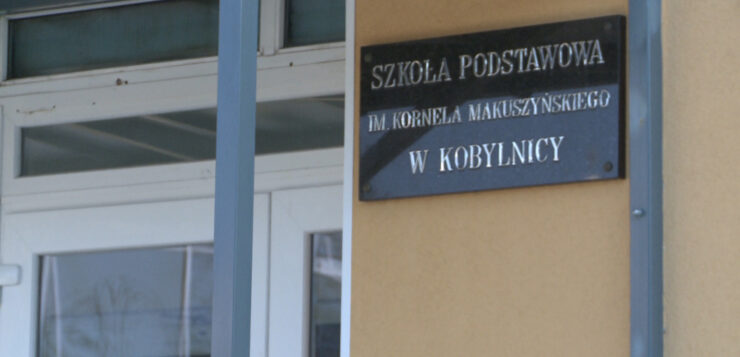 SZKOŁA PODSTAWOWA
IM. KORNELA MAKUSZYŃSKIEGO
W KOBYLNICY